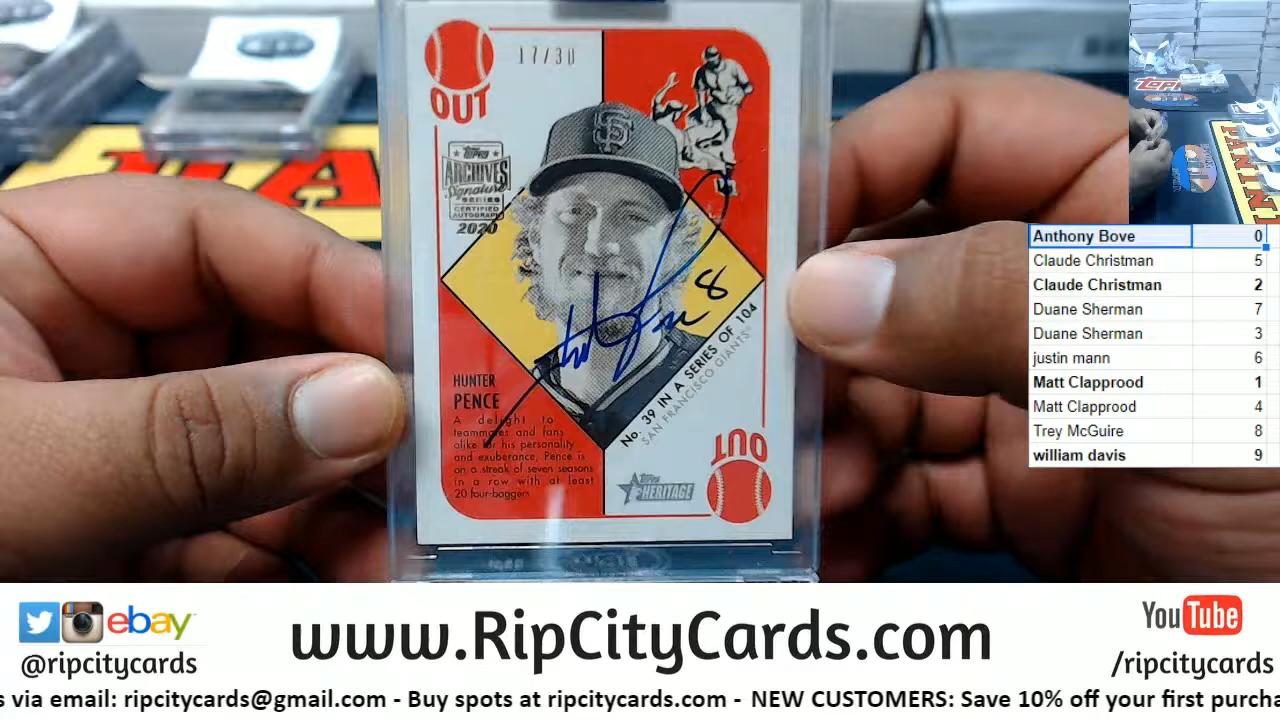 OUT
17/30
TOPPS
ARCHIVES
Signature
SERIES
CERTIFIED
AUTOGRAPH
2020
SF
8
HUNTER
PENCE
A delight to
teammates and fans
alike for his personality
and exuberance, Pence is
on a streak of seven seasons
in a row with at least
20 four-baggers
No. 39 IN A SERIES OF 104
SAN FRANCISCO GIANTS®
OUT
TOPPS
HERITAGE
TOPPS
PANINI
Anthony Bove 0
Claude Christman 5
Claude Christman 2
Duane Sherman 7
Duane Sherman 3
justin mann 6
Matt Clapprood 1
Matt Clapprood 4
Trey McGuire 8
william davis 9
ebay
@ripcitycards
www.RipCityCards.com
YouTube
/ripcitycards
s via email: ripcitycards@gmail.com - Buy spots at ripcitycards.com - NEW CUSTOMERS: Save 10% off your first purcha